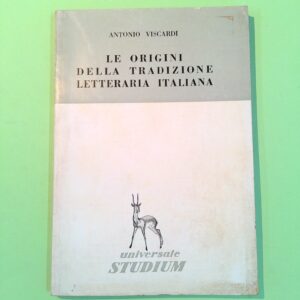 ANTONIO VISCARDI
LE ORIGINI
DELLA TRADIZIONE
LETTERARIA ITALIANA
universale
STUDIUM